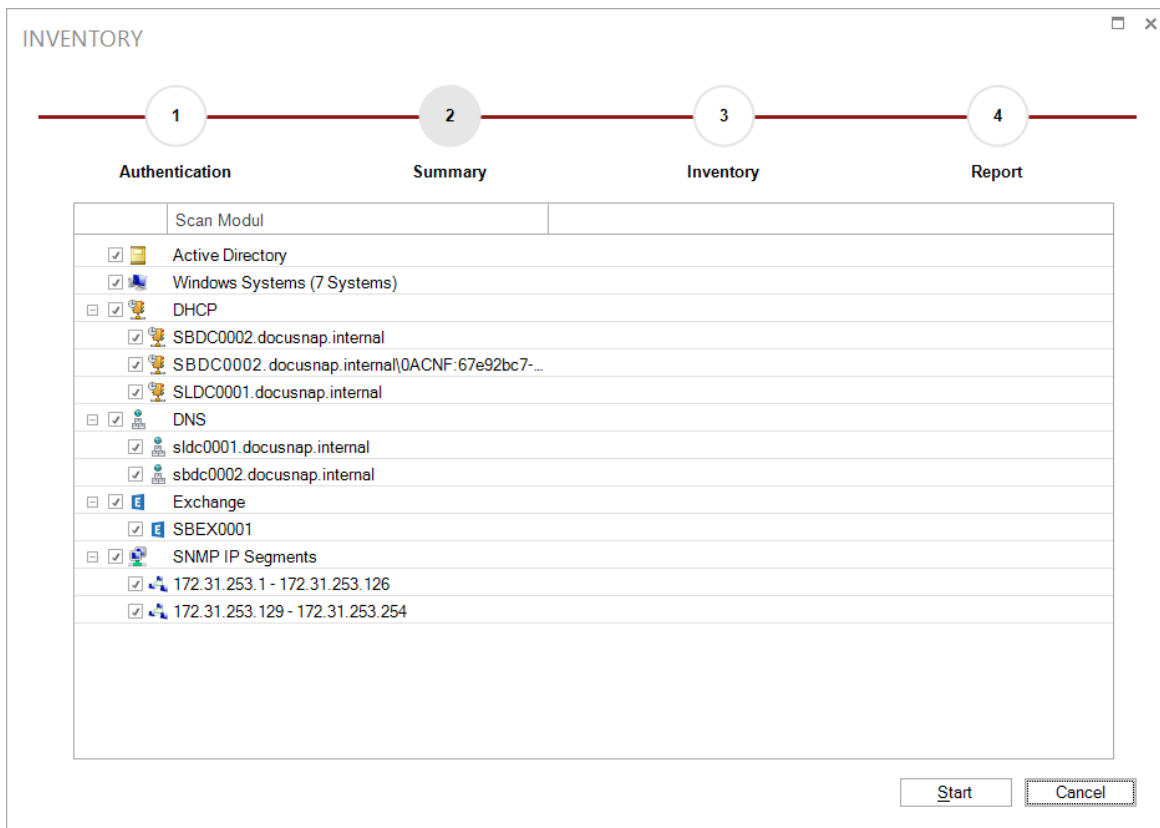 INVENTORY
1 2 3 4
Authentication Summary Inventory Report
Scan Modul
Active Directory
Windows Systems (7 Systems)
DHCP
SBDC0002.docusnap.internal
SBDC0002.docusnap.internal\0ACNF:67e92bc7-...
SLDC0001.docusnap.internal
DNS
sldc0001.docusnap.internal
sbdc0002.docusnap.internal
Exchange
SBEX0001
SNMP IP Segments
172.31.253.1 - 172.31.253.126
172.31.253.129 - 172.31.253.254
Start Cancel